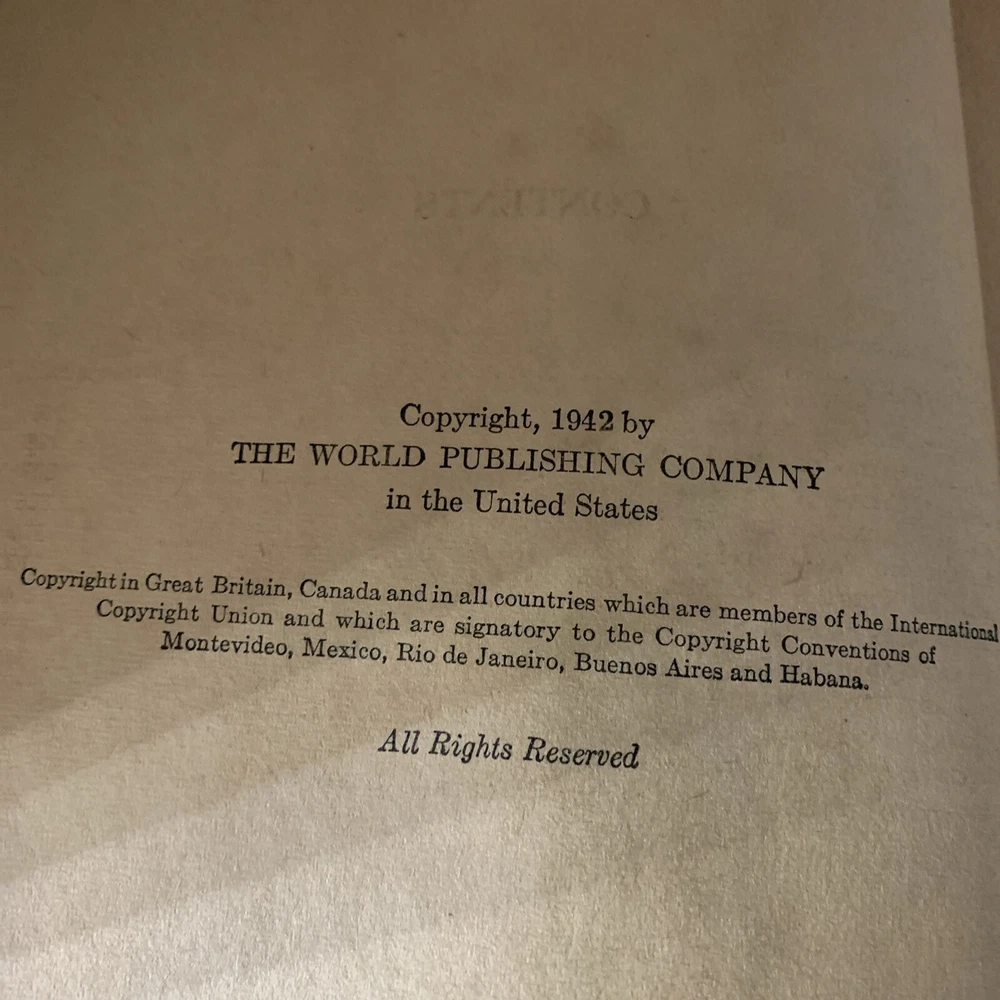 Copyright, 1942 by
THE WORLD PUBLISHING COMPANY
in the United States
Copyright in Great Britain, Canada and in all countries which are members of the International
Copyright Union and which are signatory to the Copyright Conventions of
Montevideo, Mexico, Rio de Janeiro, Buenos Aires and Habana.
All Rights Reserved